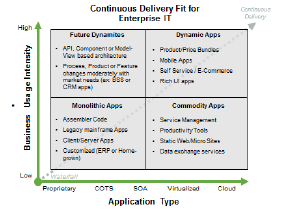 Continuous Delivery Fit for
Enterprise IT
Continuous
Delivery
High
Future Dynamites
• API, Component or Model-
View based architecture
• Process, Product or Feature
changes moderately with
market needs (ex: BSS or
CRM apps)
Dynamic Apps
• Product/Price Bundles
• Mobile Apps
• Self Service / E-Commerce
• Rich UI apps
Business Usage Intensity
Monolithic Apps
• Assembler Code
• Legacy mainframe Apps
• Client/Server Apps
• Customized (ERP or Home-
grown)
Commodity Apps
• Service Management
• Productivity Tools
• Static Web/Micro Sites
• Data exchange services
Low
Waterfall
Proprietary COTS SOA Virtualized Cloud
Application Type